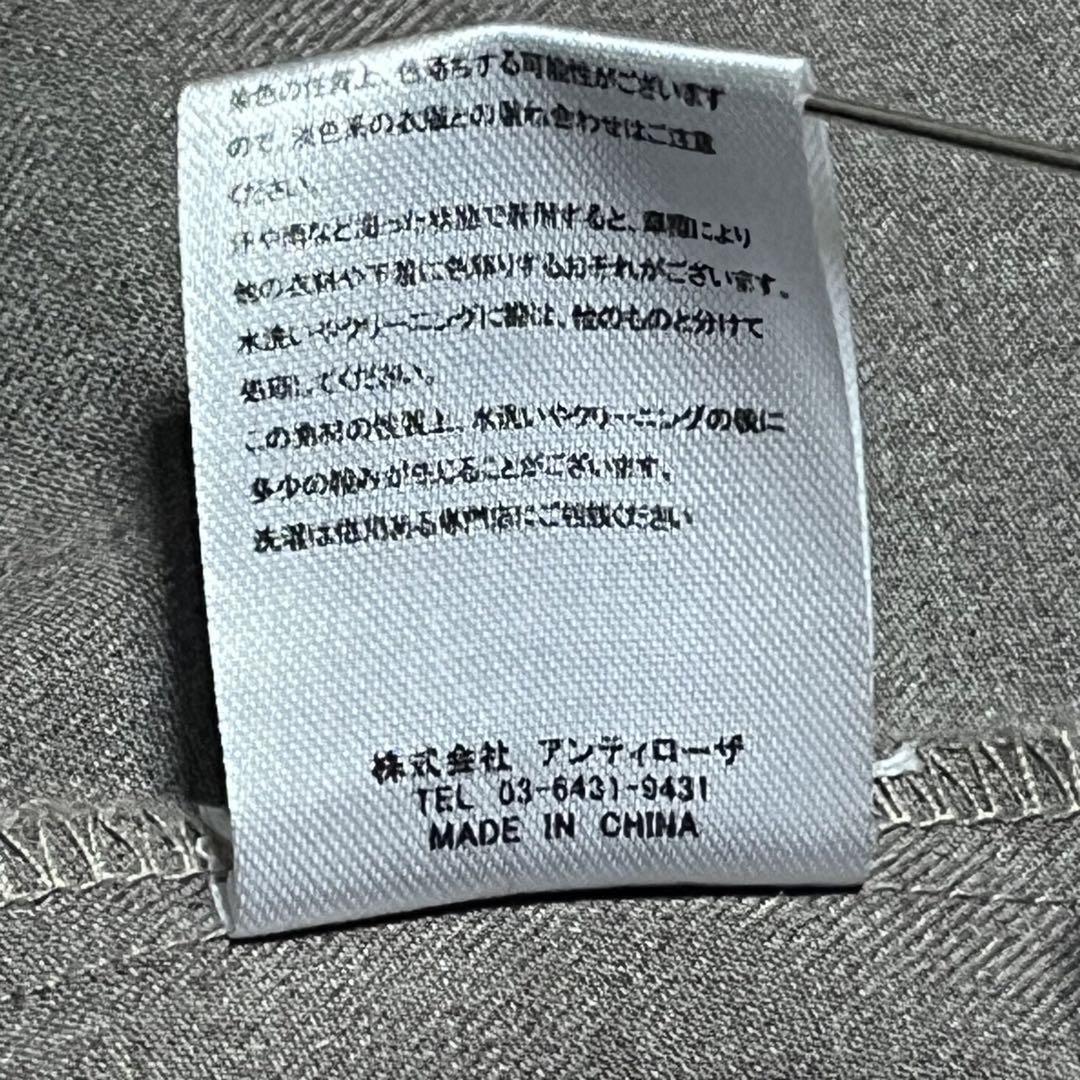 染色の性質上、色落ちする可能性がございます
ので、淡色系の衣服との組み合わせはご注意
ください。
汗や雨など湿った状態で着用すると、摩擦により
他の衣料や下着に色移りするおそれがございます。
水洗いやクリーニングの際は、他のものと分けて
処理してください。
この素材の性質上、水洗いやクリーニングの後に
多少の縮みが生じることがございます。
洗濯は信用ある専門店にご相談ください
株式会社 アンティローザ
TEL 03-6431-9431
MADE IN CHINA